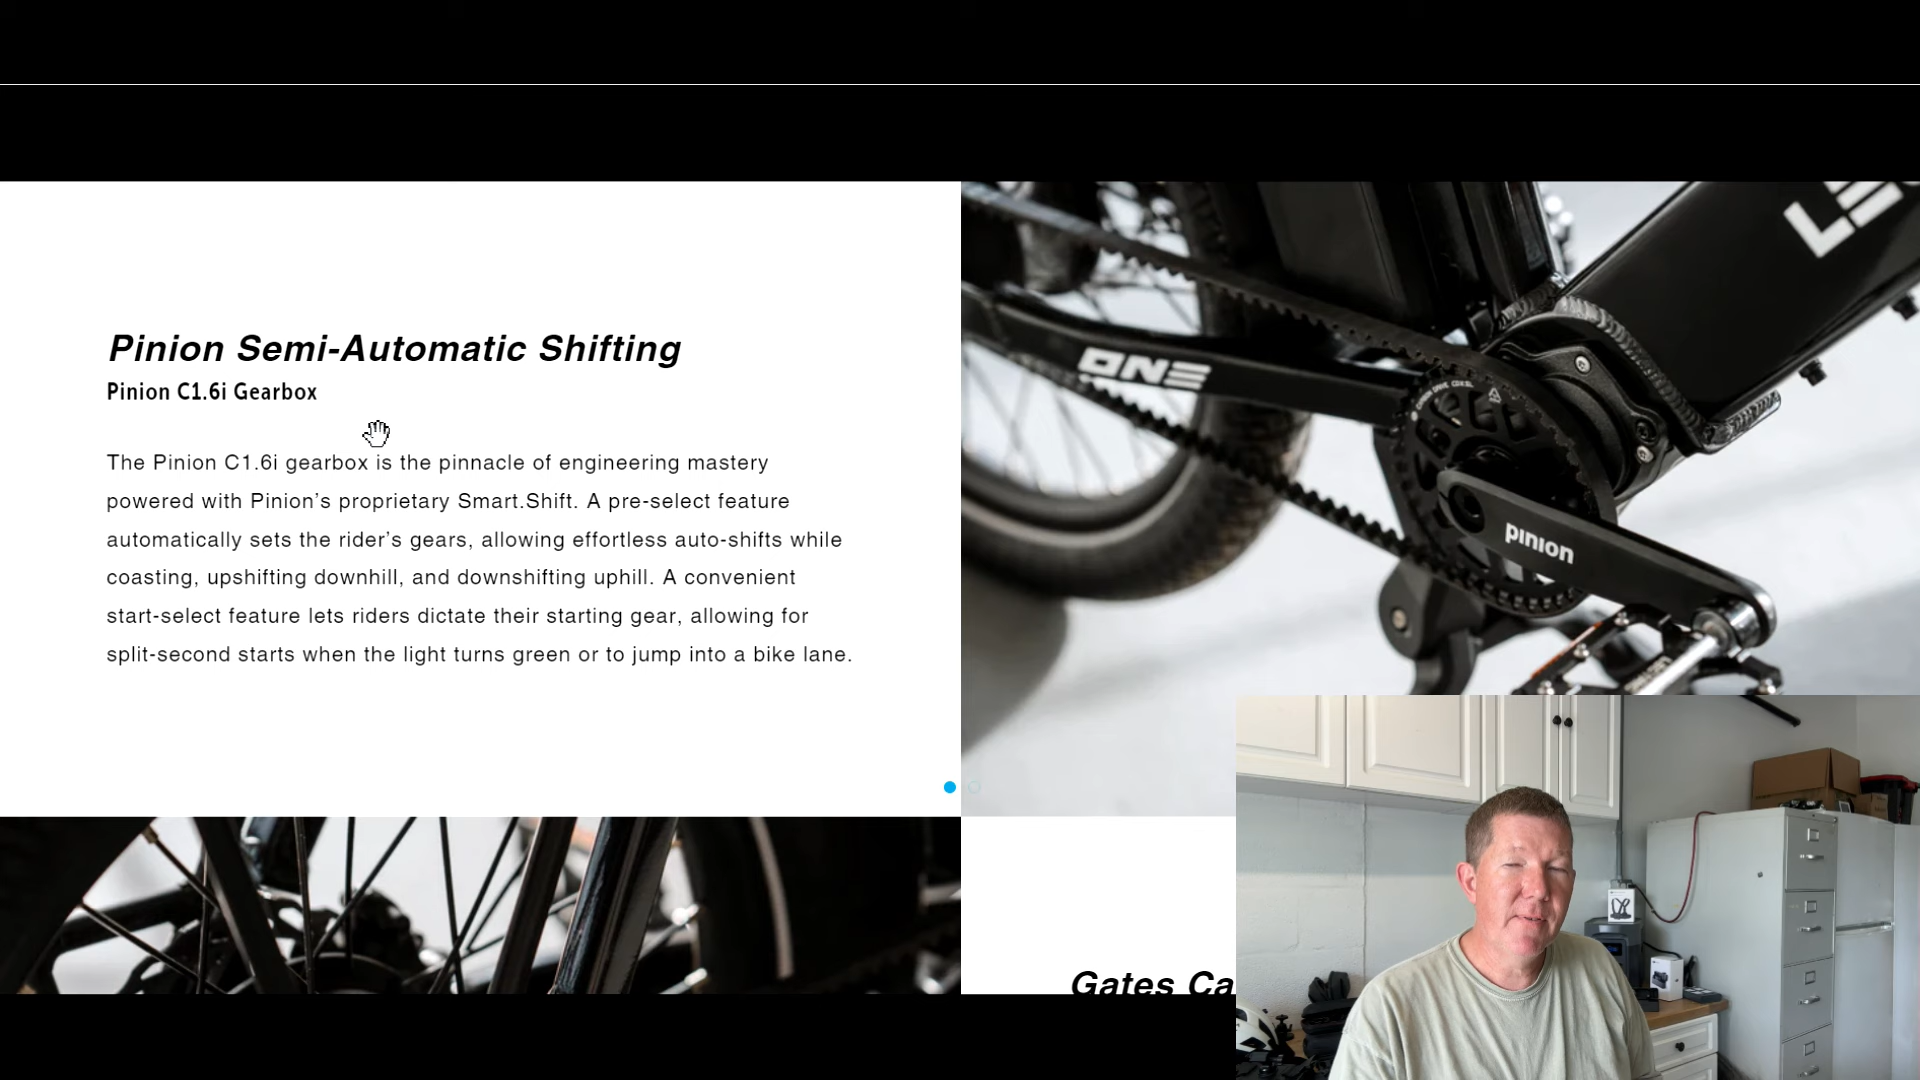 Pinion Semi-Automatic Shifting
Pinion C1.6i Gearbox
The Pinion C1.6i gearbox is the pinnacle of engineering mastery
powered with Pinion’s proprietary Smart.Shift. A pre-select feature
automatically sets the rider’s gears, allowing effortless auto-shifts while
coasting, upshifting downhill, and downshifting uphill. A convenient
start-select feature lets riders dictate their starting gear, allowing for
split-second starts when the light turns green or to jump into a bike lane.
ONE
pinion
Gates Ca